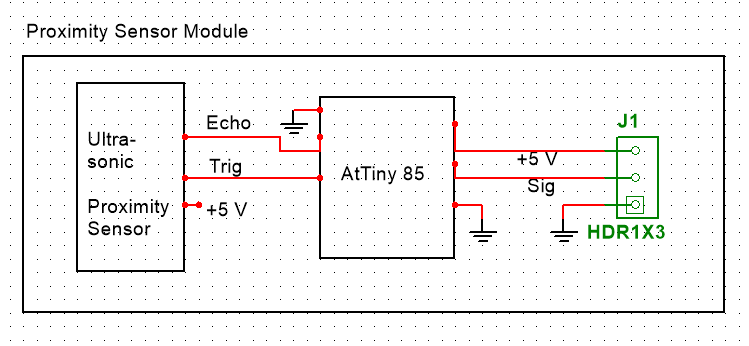 Proximity Sensor Module
Ultra-
sonic
Proximity
Sensor
Echo
Trig
+5 V
AtTiny 85
+5 V
Sig
J1
HDR1X3